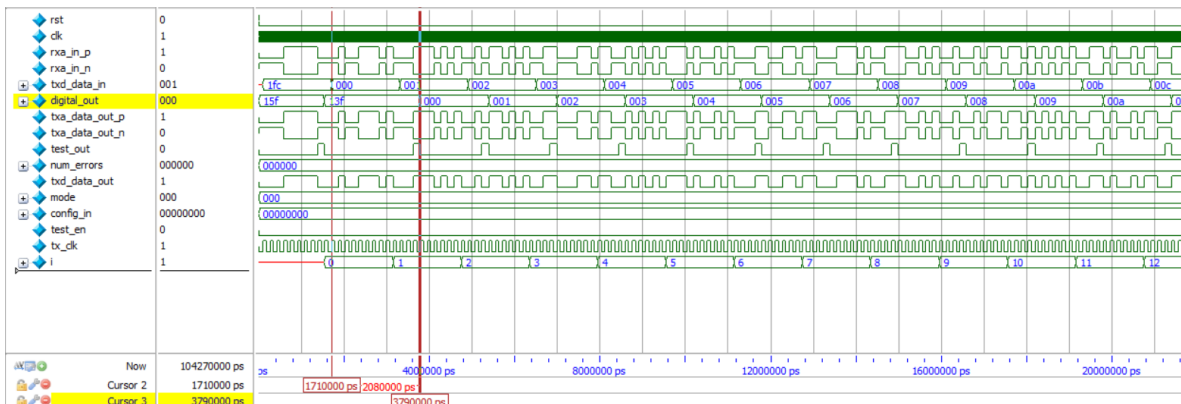 rst 0
clk 1
rxa_in_p 1
rxa_in_n 0
txd_data_in 001 1fc 000 001 002 003 004 005 006 007 008 009 00a 00b 00c
digital_out 000 15f 13f 000 001 002 003 004 005 006 007 008 009 00a 0
txa_data_out_p 1
txa_data_out_n 0
test_out 0
num_errors 000000 000000
txd_data_out 1
mode 000 000
config_in 00000000 00000000
test_en 0
tx_clk 1
i 1 0 1 2 3 4 5 6 7 8 9 10 11 12
Now 104270000 ps ps 4000000 ps 8000000 ps 12000000 ps 16000000 ps 20000000 ps
Cursor 2 1710000 ps 1710000 ps 2080000 ps
Cursor 3 3790000 ps 3790000 ps